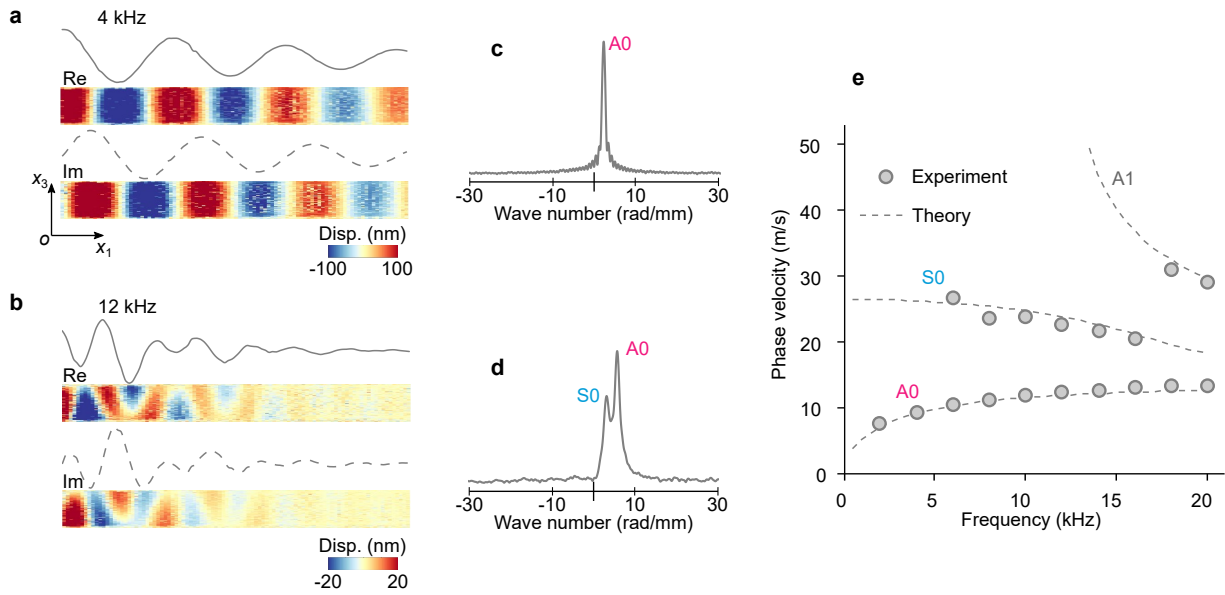 a
4 kHz
Re
Im
x3
o
x1
Disp. (nm)
-100 100
b
12 kHz
Re
Im
Disp. (nm)
-20 20
c
A0
-30 -10 10 30
Wave number (rad/mm)
d
A0
S0
-30 -10 10 30
Wave number (rad/mm)
e
50
40
30
20
10
0
Phase velocity (m/s)
Experiment
Theory
A1
S0
A0
0 5 10 15 20
Frequency (kHz)